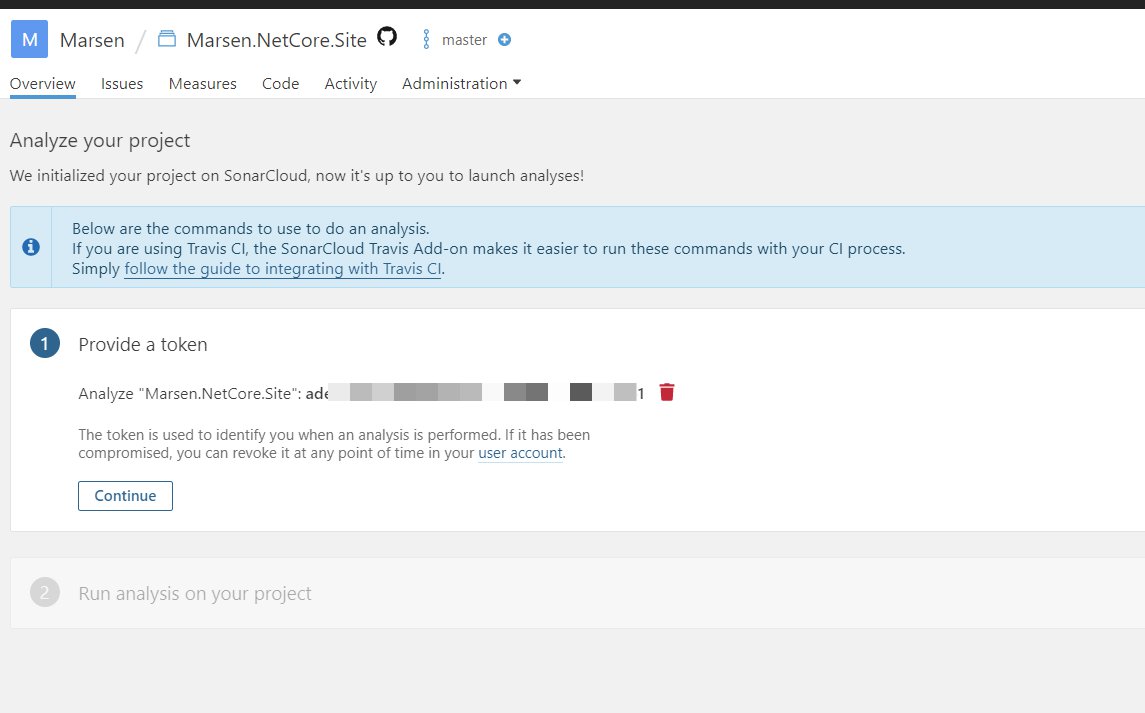 M Marsen / Marsen.NetCore.Site master
Overview Issues Measures Code Activity Administration
Analyze your project
We initialized your project on SonarCloud, now it's up to you to launch analyses!
Below are the commands to use to do an analysis.
If you are using Travis CI, the SonarCloud Travis Add-on makes it easier to run these commands with your CI process.
Simply follow the guide to integrating with Travis CI.
1 Provide a token
Analyze "Marsen.NetCore.Site": ade 1
The token is used to identify you when an analysis is performed. If it has been
compromised, you can revoke it at any point of time in your user account.
Continue
2 Run analysis on your project